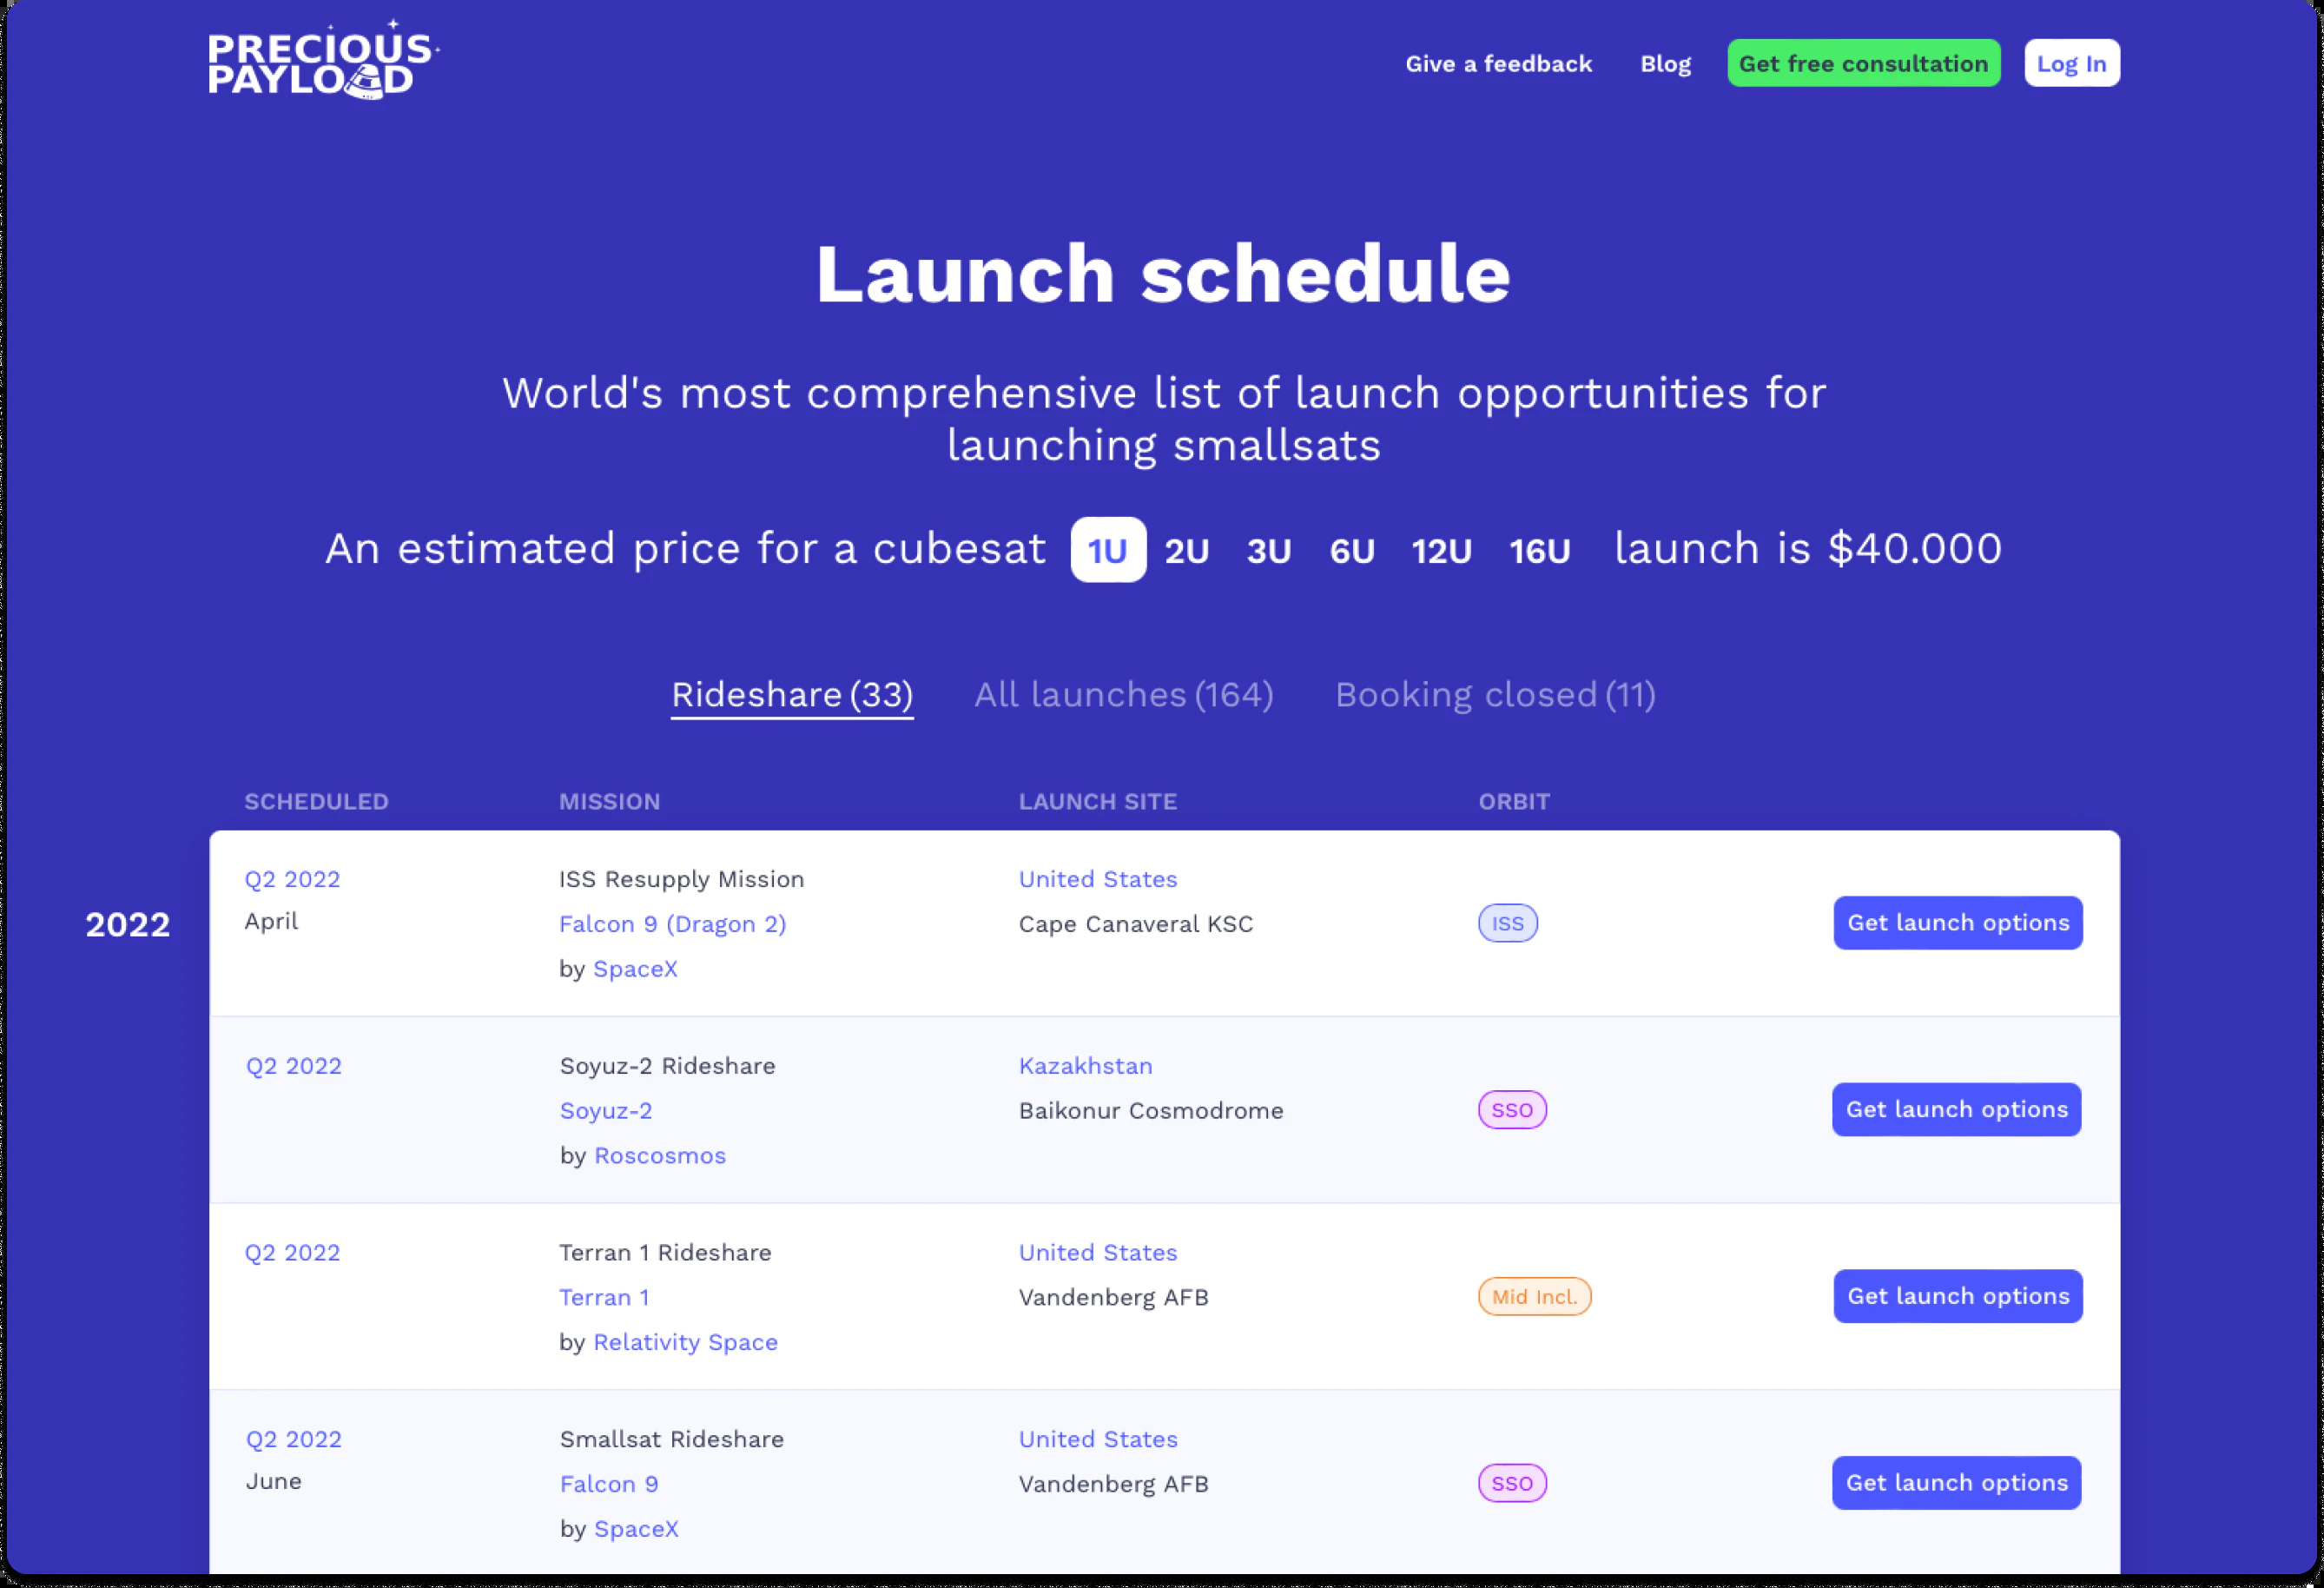 PRECIOUS
PAYLOAD
Give a feedback
Blog
Get free consultation
Log In
Launch schedule
World's most comprehensive list of launch opportunities for
launching smallsats
An estimated price for a cubesat 1U 2U 3U 6U 12U 16U launch is $40.000
Rideshare (33)
All launches (164)
Booking closed (11)
SCHEDULED
MISSION
LAUNCH SITE
ORBIT
2022
Q2 2022
April
ISS Resupply Mission
Falcon 9 (Dragon 2)
by SpaceX
United States
Cape Canaveral KSC
ISS
Get launch options
Q2 2022
Soyuz-2 Rideshare
Soyuz-2
by Roscosmos
Kazakhstan
Baikonur Cosmodrome
SSO
Get launch options
Q2 2022
Terran 1 Rideshare
Terran 1
by Relativity Space
United States
Vandenberg AFB
Mid Incl.
Get launch options
Q2 2022
June
Smallsat Rideshare
Falcon 9
by SpaceX
United States
Vandenberg AFB
SSO
Get launch options